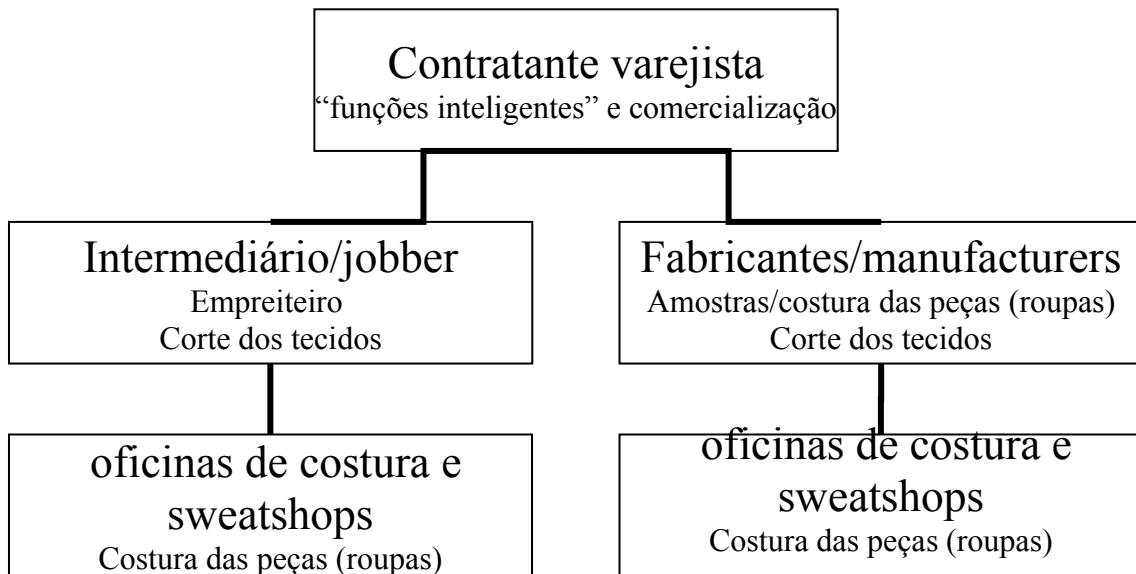 Contratante varejista
“funções inteligentes” e comercialização
Intermediário/jobber
Empreiteiro
Corte dos tecidos
Fabricantes/manufacturers
Amostras/costura das peças (roupas)
Corte dos tecidos
oficinas de costura e
sweatshops
Costura das peças (roupas)
oficinas de costura e
sweatshops
Costura das peças (roupas)